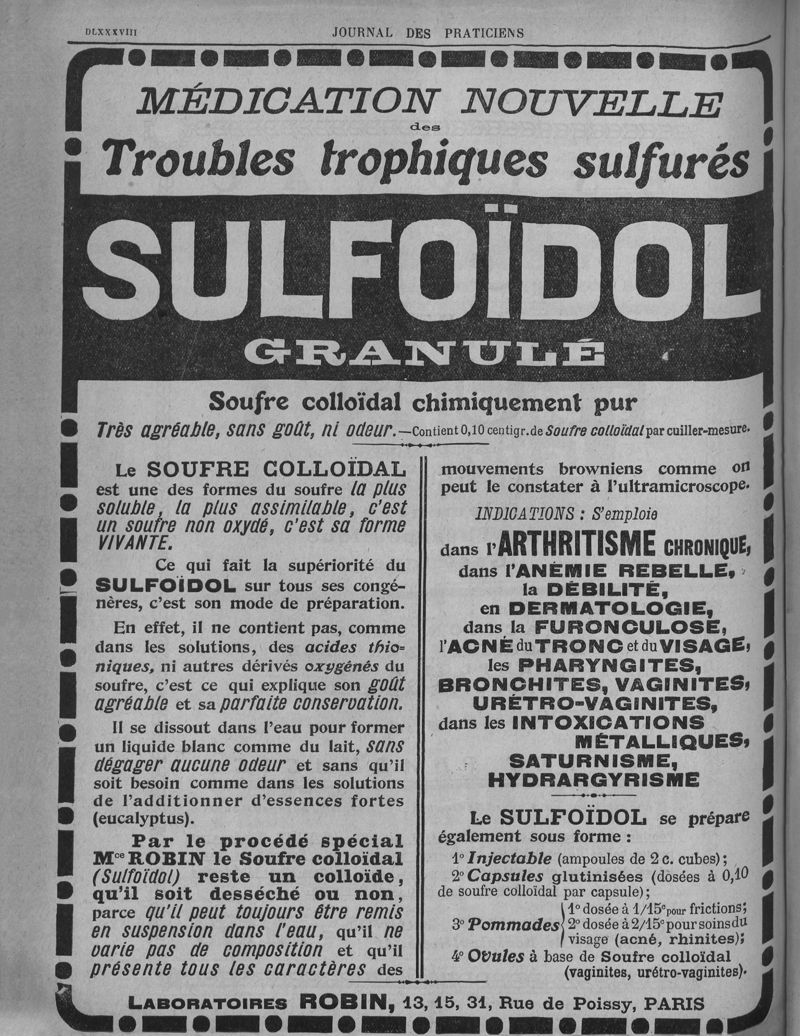 DLXXXVIII
JOURNAL DES PRATICIENS
MÉDICATION NOUVELLE
des
Troubles trophiques sulfurés
SULFOÏDOL
GRANULÉ
Soufre colloïdal chimiquement pur
Très agréable, sans goût, ni odeur.—Contient 0,10 centigr. de Soufre colloïdal par cuiller-mesure.
Le SOUFRE COLLOÏDAL
est une des formes du soufre la plus
soluble, la plus assimilable, c'est
un soufre non oxydé, c'est sa forme
VIVANTE.
Ce qui fait la supériorité du
SULFOÏDOL sur tous ses congé-
nères, c'est son mode de préparation.
En effet, il ne contient pas, comme
dans les solutions, des acides thio-
niques, ni autres dérivés oxygénés du
soufre, c'est ce qui explique son goût
agréable et sa parfaite conservation.
Il se dissout dans l'eau pour former
un liquide blanc comme du lait, sans
dégager aucune odeur et sans qu'il
soit besoin comme dans les solutions
de l'additionner d'essences fortes
(eucalyptus).
Par le procédé spécial
Mce ROBIN le Soufre colloïdal
(Sulfoïdol) reste un colloïde,
qu'il soit desséché ou non,
parce qu'il peut toujours être remis
en suspension dans l'eau, qu'il ne
varie pas de composition et qu'il
présente tous les caractères des
mouvements browniens comme on
peut le constater à l'ultramicroscope.
INDICATIONS : S'emploie
dans l'ARTHRITISME CHRONIQUE,
dans l'ANÉMIE REBELLE,
la DÉBILITÉ,
en DERMATOLOGIE,
dans la FURONCULOSE,
l'ACNÉ du TRONC et du VISAGE,
les PHARYNGITES,
BRONCHITES, VAGINITES,
URÉTRO-VAGINITES,
dans les INTOXICATIONS
MÉTALLIQUES,
SATURNISME,
HYDRARGYRISME
Le SULFOÏDOL se prépare
également sous forme :
1° Injectable (ampoules de 2 c. cubes) ;
2° Capsules glutinisées (dosées à 0,10
de soufre colloïdal par capsule) ;
1° dosée à 1/15e pour frictions;
3° Pommades 2° dosée à 2/15e pour soins du
visage (acné, rhinites);
4° Ovules à base de Soufre colloïdal
(vaginites, urétro-vaginites).
LABORATOIRES ROBIN, 13, 15, 31, Rue de Poissy, PARIS